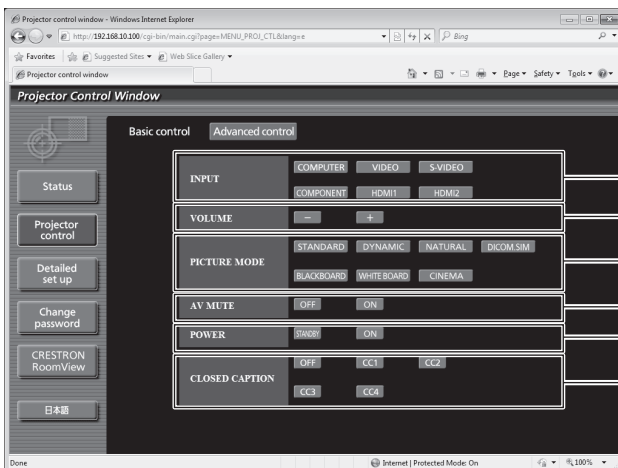 Projector control window - Windows Internet Explorer
http://192.168.10.100/cgi-bin/main.cgi?page=MENU_PROJ_CTL&lang=e
Bing
Favorites Suggested Sites Web Slice Gallery
Projector control window
Page Safety Tools
Projector Control Window
Basic control Advanced control
Status
Projector control
Detailed set up
Change password
CRESTRON RoomView
日本語
INPUT COMPUTER VIDEO S-VIDEO
COMPONENT HDMI1 HDMI2
VOLUME - +
PICTURE MODE STANDARD DYNAMIC NATURAL DICOM.SIM
BLACKBOARD WHITE BOARD CINEMA
AV MUTE OFF ON
POWER STANDBY ON
CLOSED CAPTION OFF CC1 CC2
CC3 CC4
Done Internet | Protected Mode: On 100%